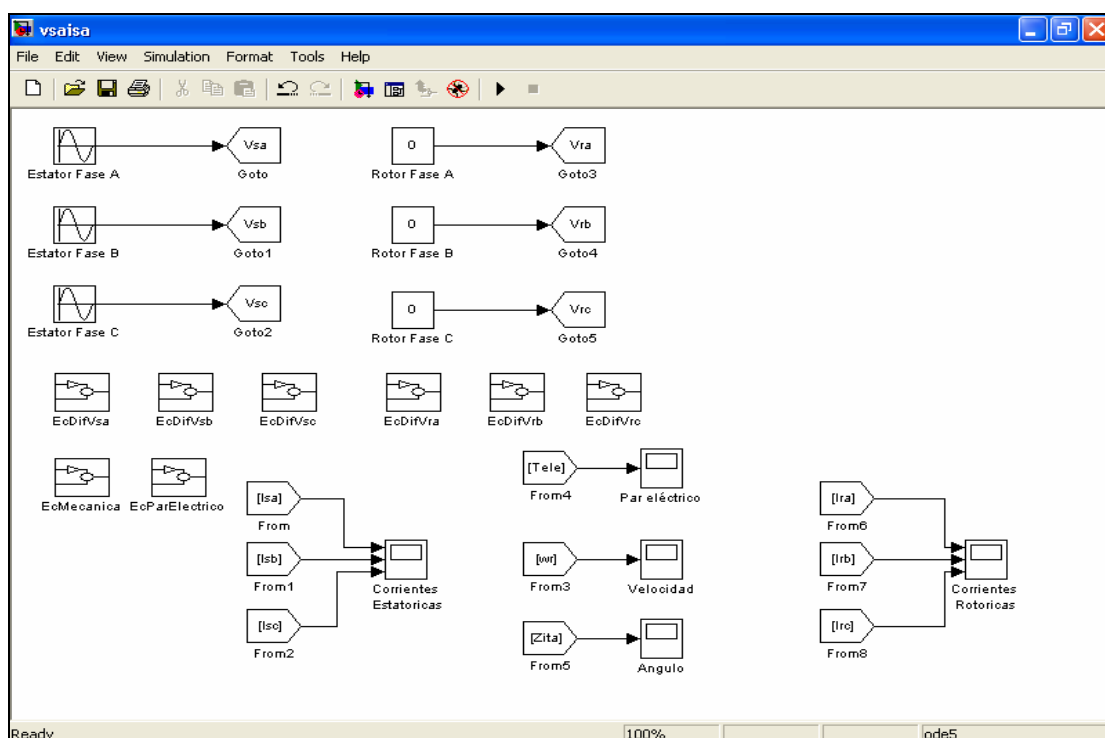 vsaisa
File Edit View Simulation Format Tools Help
Vsa
0
Vra
Estator Fase A
Goto
Rotor Fase A
Goto3
Vsb
0
Vrb
Estator Fase B
Goto1
Rotor Fase B
Goto4
Vsc
0
Vrc
Estator Fase C
Goto2
Rotor Fase C
Goto5
EcDifVsa
EcDifVsb
EcDifVsc
EcDifVra
EcDifVrb
EcDifVrc
EcMecanica
EcParElectrico
[Isa]
From
[Isb]
From1
[Isc]
From2
Corrientes
Estatoricas
[Tele]
From4
Par eléctrico
[wr]
From3
Velocidad
[Zita]
From5
Angulo
[Ira]
From6
[Irb]
From7
[Irc]
From8
Corrientes
Rotoricas
Ready
100%
ode5